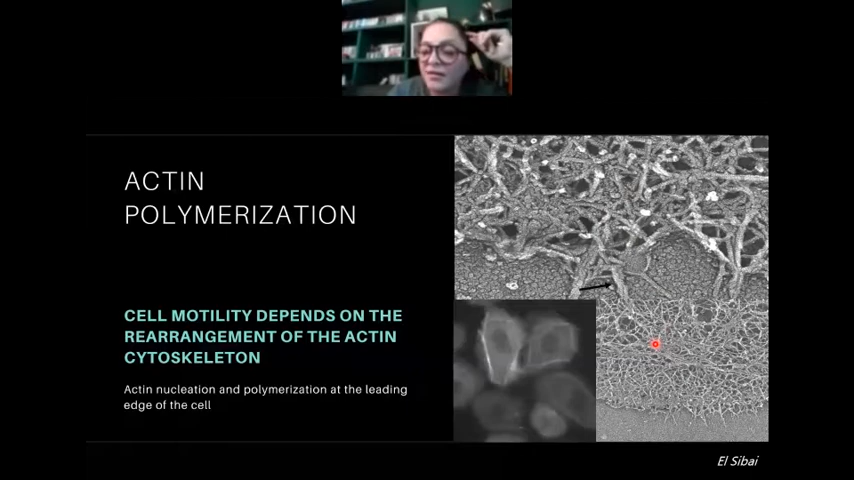 ACTIN
POLYMERIZATION
CELL MOTILITY DEPENDS ON THE
REARRANGEMENT OF THE ACTIN
CYTOSKELETON
Actin nucleation and polymerization at the leading
edge of the cell
El Sibai